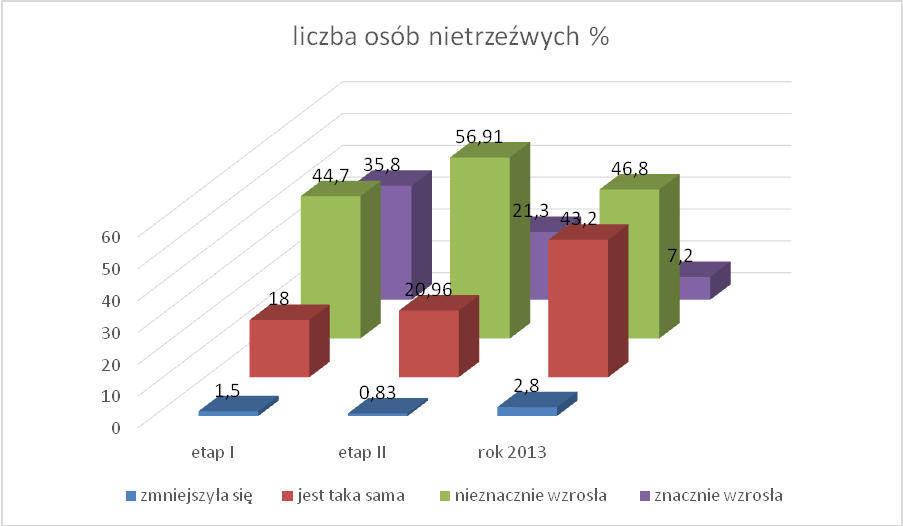 liczba osób nietrzeźwych %
56,91
46,8
44,7
35,8
21,3
43,2
7,2
18
20,96
1,5
0,83
2,8
60
50
40
30
20
10
0
etap I
etap II
rok 2013
zmniejszyła się
jest taka sama
nieznacznie wzrosła
znacznie wzrosła